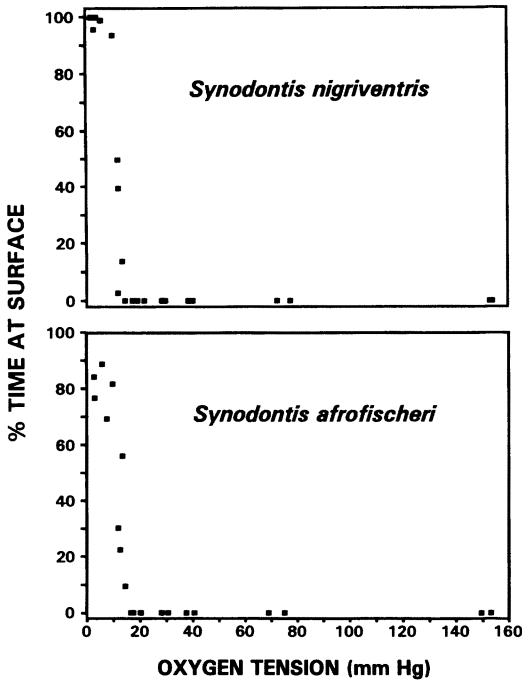 100
80
60
40
20
0
Synodontis nigriventris
% TIME AT SURFACE
100
80
60
40
20
0
Synodontis afrofischeri
0 20 40 60 80 100 120 140 160
OXYGEN TENSION (mm Hg)